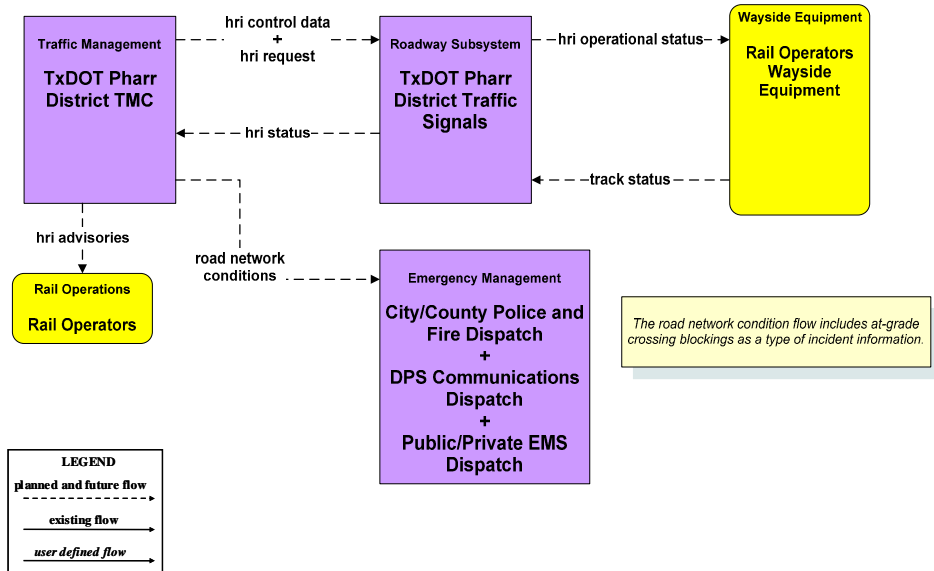 Traffic Management
TxDOT Pharr
District TMC
hri control data
+
hri request
Roadway Subsystem
TxDOT Pharr
District Traffic
Signals
hri operational status
Wayside Equipment
Rail Operators
Wayside
Equipment
hri status
track status
hri advisories
road network
conditions
Rail Operations
Rail Operators
Emergency Management
City/County Police and
Fire Dispatch
+
DPS Communications
Dispatch
+
Public/Private EMS
Dispatch
The road network condition flow includes at-grade
crossing blockings as a type of incident information.
LEGEND
planned and future flow
existing flow
user defined flow